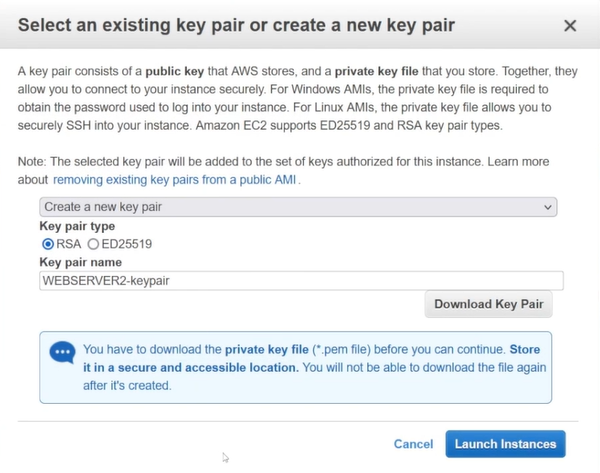 Select an existing key pair or create a new key pair
A key pair consists of a public key that AWS stores, and a private key file that you store. Together, they
allow you to connect to your instance securely. For Windows AMIs, the private key file is required to
obtain the password used to log into your instance. For Linux AMIs, the private key file allows you to
securely SSH into your instance. Amazon EC2 supports ED25519 and RSA key pair types.
Note: The selected key pair will be added to the set of keys authorized for this instance. Learn more
about removing existing key pairs from a public AMI.
Create a new key pair
Key pair type
RSA ED25519
Key pair name
WEBSERVER2-keypair
Download Key Pair
You have to download the private key file (*.pem file) before you can continue. Store
it in a secure and accessible location. You will not be able to download the file again
after it's created.
Cancel Launch Instances